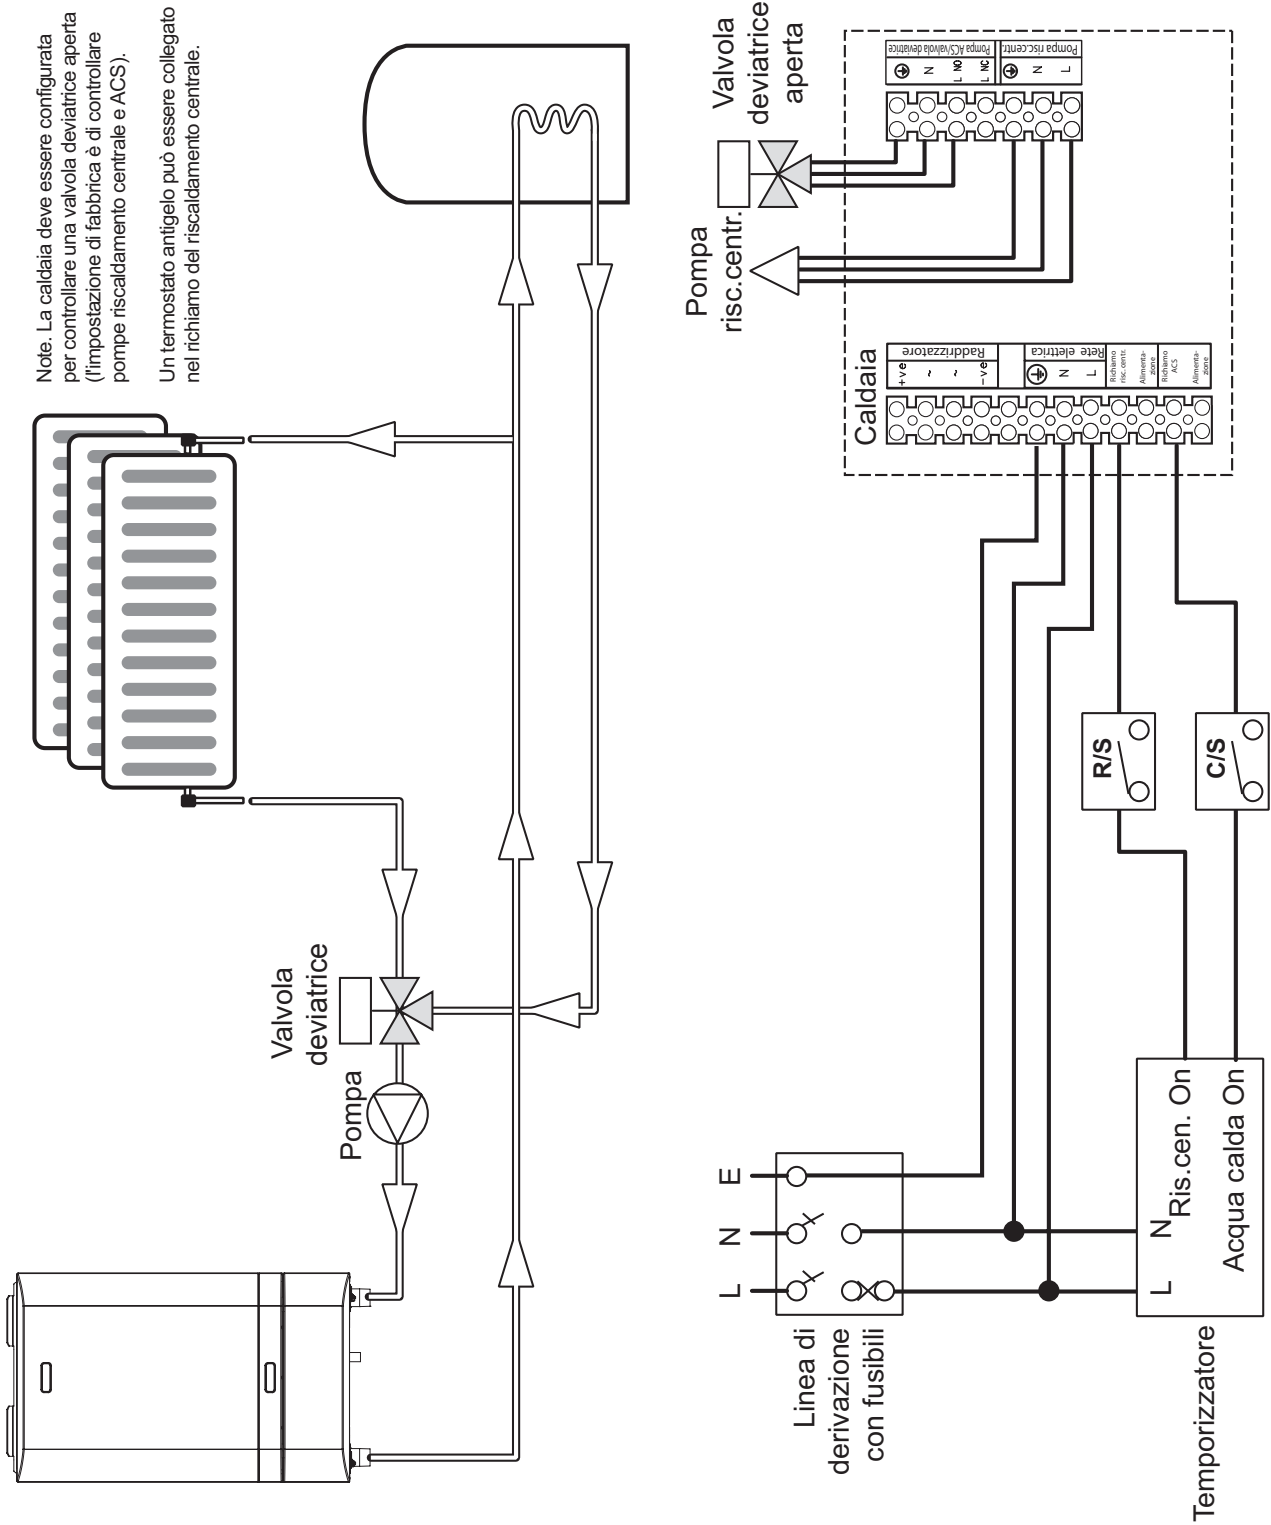 Note. La caldaia deve essere configurata
per controllare una valvola deviatrice aperta
(l'impostazione di fabbrica è di controllare
pompe riscaldamento centrale e ACS).
Un termostato antigelo può essere collegato
nel richiamo del riscaldamento centrale.
Valvola
deviatrice
Pompa
Valvola
deviatrice
aperta
Pompa
risc.centr.
Pompa ACS/valvola deviatrice
N
L NO
L NC
Pompa risc.centr.
N
L
Caldaia
Raddrizzatore
+ve
~
~
-ve
Rete elettrica
N
L
Richiamo
risc. centr.
Alimenta-
zione
Richiamo
ACS
Alimenta-
zione
R/S
C/S
L
N
E
Linea di
derivazione
con fusibili
L
N
Ris.cen. On
Acqua calda On
Temporizzatore